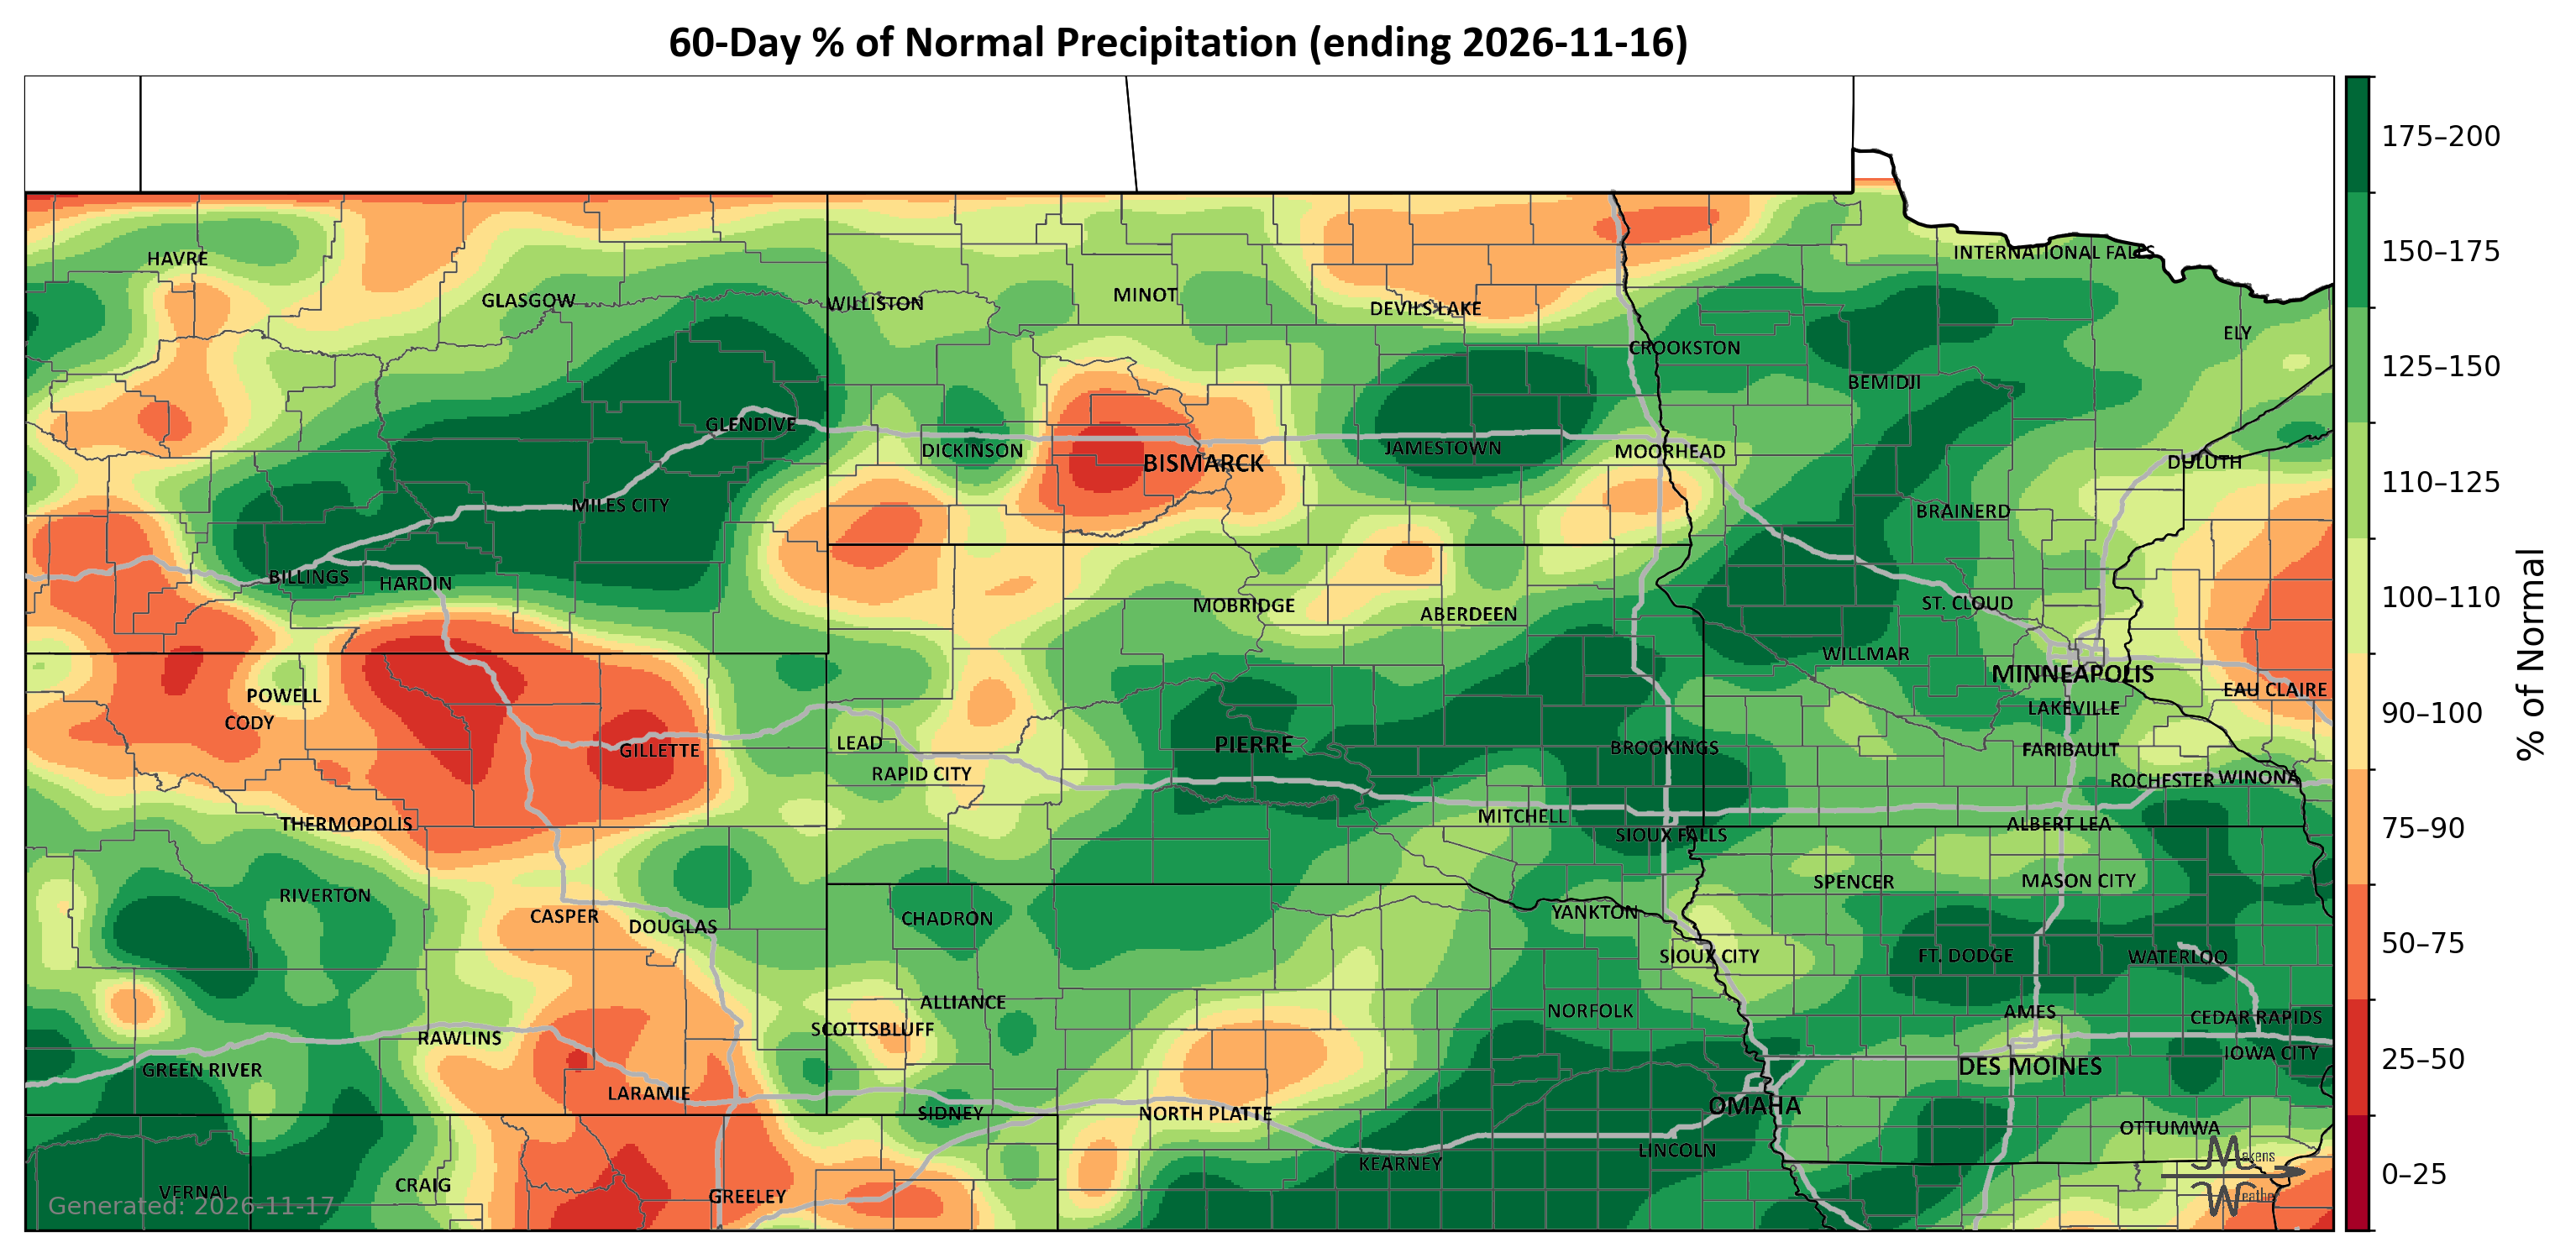 60-Day % of Normal Precipitation (ending 2026-11-16)
HAVRE
GLASGOW
WILLISTON
MINOT
DEVILS LAKE
CROOKSTON
INTERNATIONAL FALLS
ELY
BEMIDJI
GLENDIVE
DICKINSON
BISMARCK
JAMESTOWN
MOORHEAD
DULUTH
MILES CITY
BRAINERD
BILLINGS
HARDIN
MOBRIDGE
ABERDEEN
ST. CLOUD
WILLMAR
MINNEAPOLIS
POWELL
CODY
EAU CLAIRE
LAKEVILLE
GILLETTE
LEAD
RAPID CITY
PIERRE
BROOKINGS
FARIBAULT
ROCHESTER
WINONA
THERMOPOLIS
MITCHELL
SIOUX FALLS
ALBERT LEA
RIVERTON
SPENCER
MASON CITY
CASPER
DOUGLAS
CHADRON
YANKTON
SIOUX CITY
FT. DODGE
WATERLOO
ALLIANCE
SCOTTSBLUFF
NORFOLK
AMES
CEDAR RAPIDS
RAWLINS
GREEN RIVER
IOWA CITY
DES MOINES
LARAMIE
SIDNEY
NORTH PLATTE
OMAHA
OTTUMWA
KEARNEY
LINCOLN
VERNAL
CRAIG
GREELEY
Generated: 2026-11-17
Makens
Weather
175–200
150–175
125–150
110–125
100–110
90–100
75–90
50–75
25–50
0–25
% of Normal